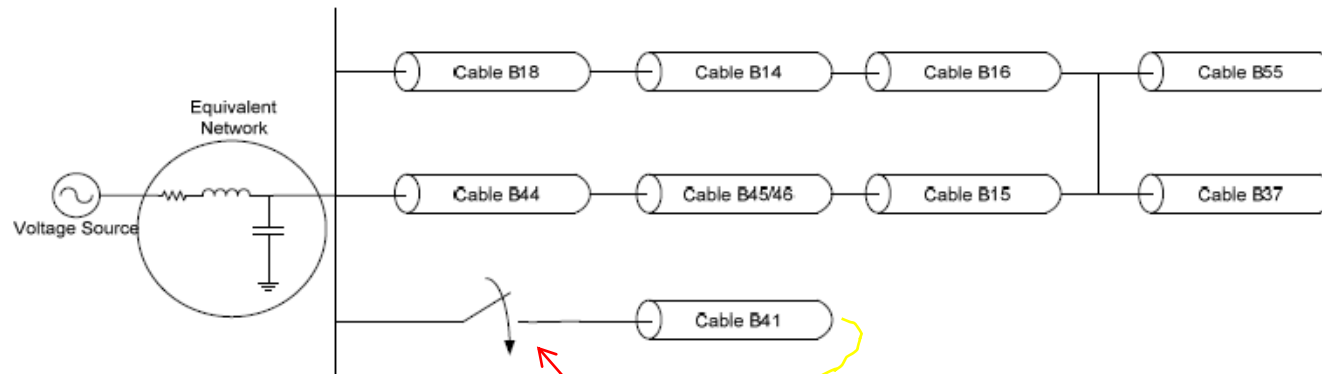 Cable B18
Cable B14
Cable B16
Cable B55
Equivalent
Network
Voltage Source
Cable B44
Cable B45/46
Cable B15
Cable B37
Cable B41